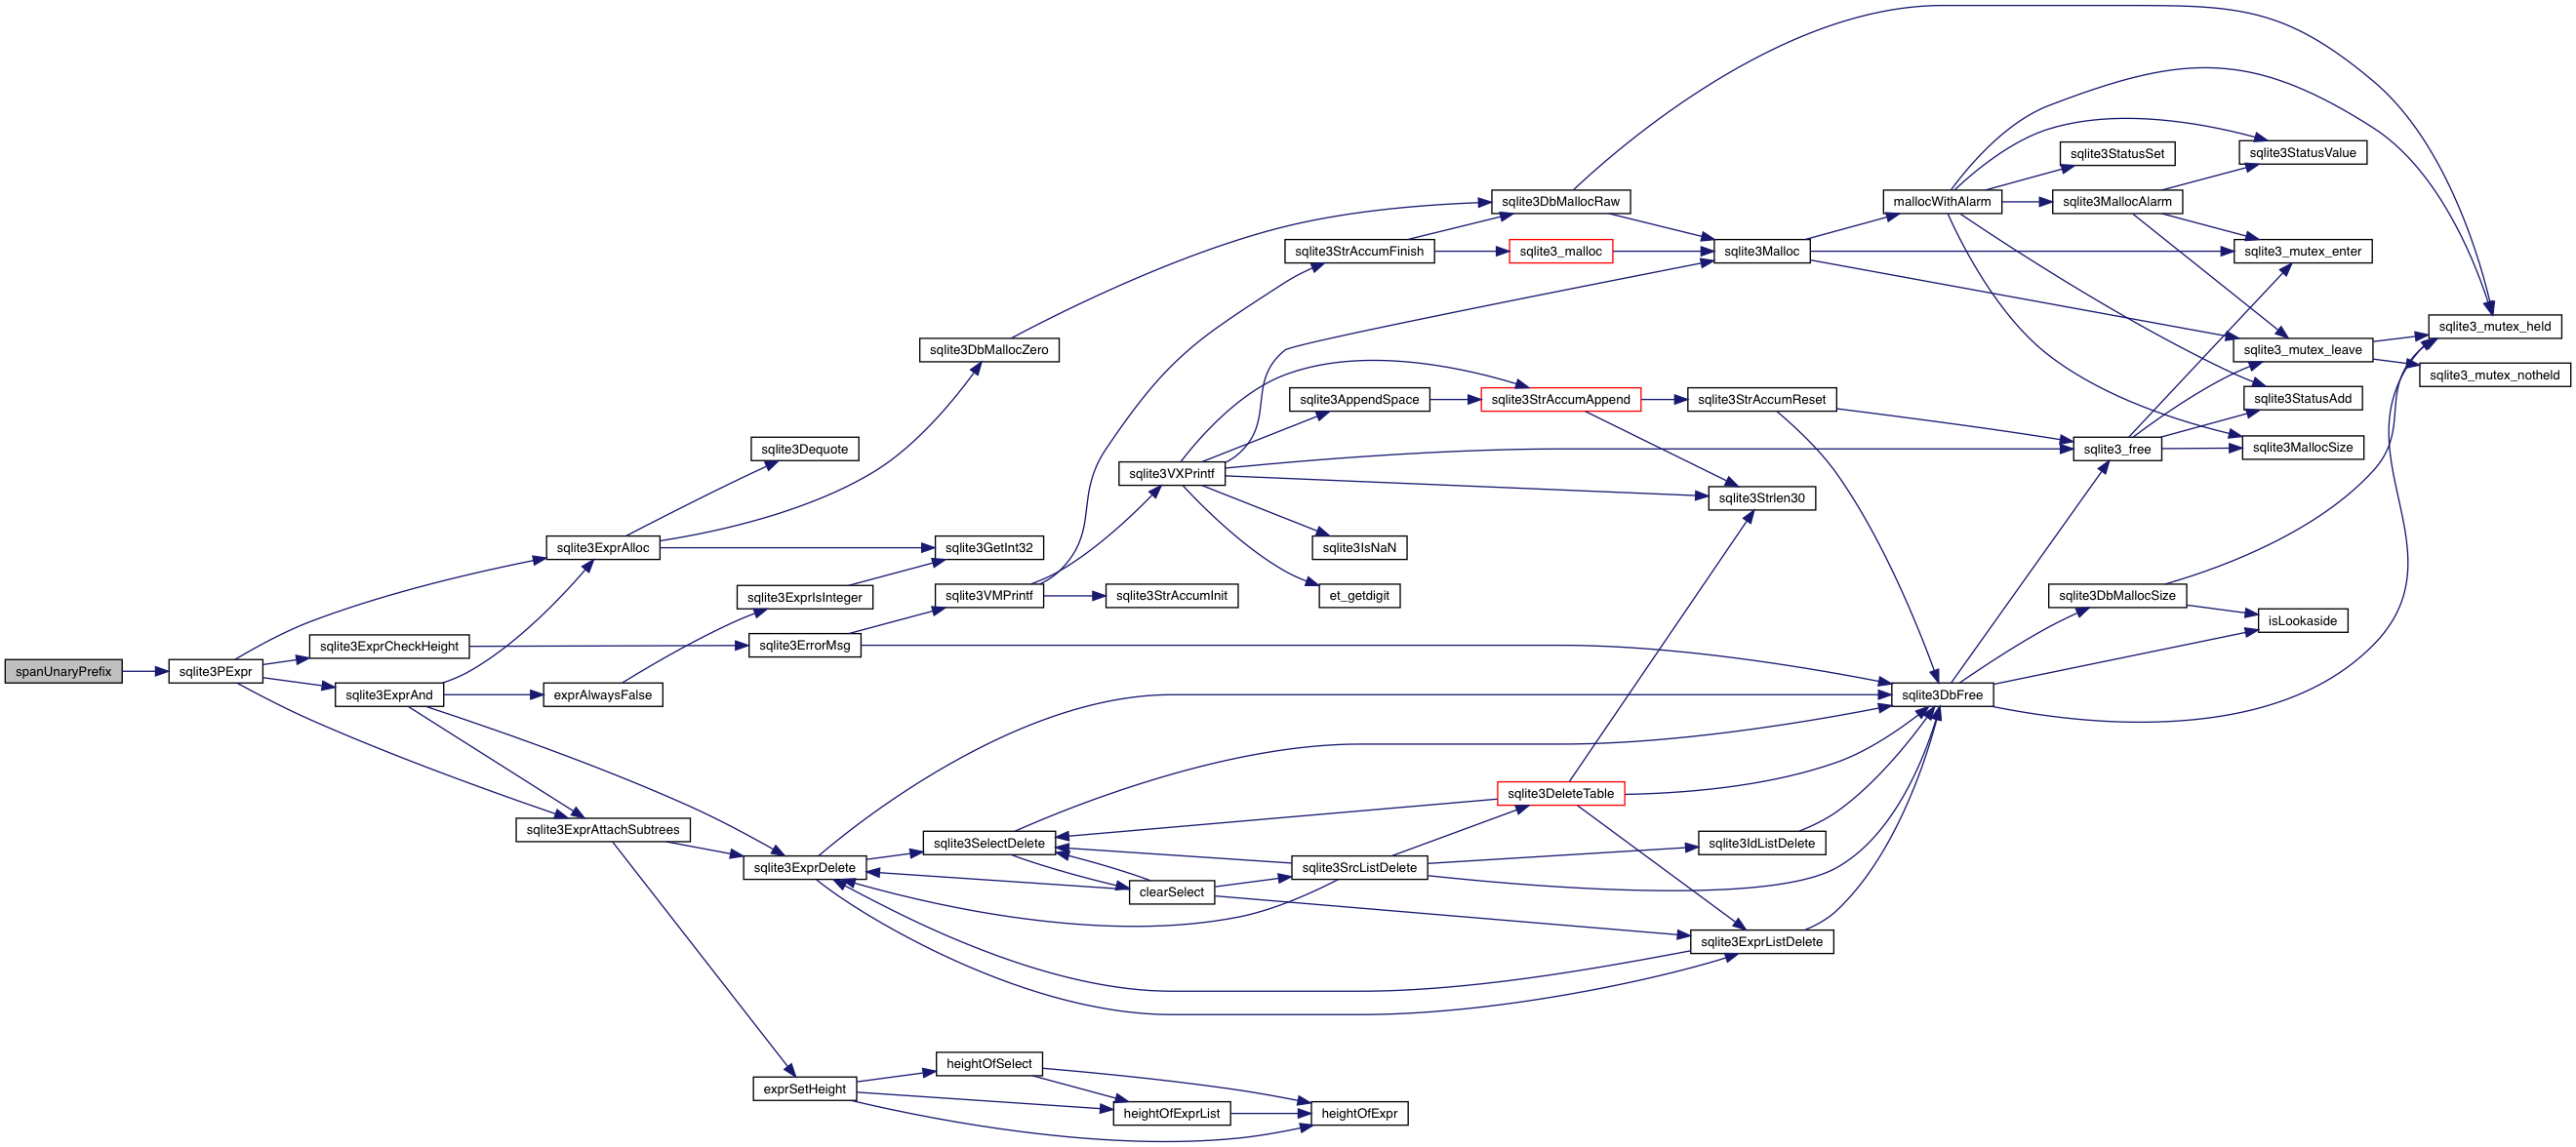 spanUnaryPrefix
sqlite3PExpr
sqlite3ExprCheckHeight
sqlite3ExprAnd
sqlite3ExprAlloc
exprAlwaysFalse
sqlite3ExprAttachSubtrees
sqlite3Dequote
sqlite3ExprIsInteger
sqlite3ErrorMsg
sqlite3ExprDelete
exprSetHeight
sqlite3DbMallocZero
sqlite3GetInt32
sqlite3VMPrintf
sqlite3SelectDelete
heightOfSelect
sqlite3VXPrintf
sqlite3StrAccumInit
clearSelect
heightOfExprList
sqlite3StrAccumFinish
sqlite3AppendSpace
sqlite3IsNaN
et_getdigit
sqlite3SrcListDelete
heightOfExpr
sqlite3DbMallocRaw
sqlite3_malloc
sqlite3StrAccumAppend
sqlite3DeleteTable
sqlite3Malloc
sqlite3StrAccumReset
sqlite3Strlen30
sqlite3IdListDelete
sqlite3ExprListDelete
mallocWithAlarm
sqlite3DbFree
sqlite3StatusSet
sqlite3MallocAlarm
sqlite3_free
sqlite3DbMallocSize
sqlite3StatusValue
sqlite3_mutex_enter
sqlite3_mutex_leave
sqlite3StatusAdd
sqlite3MallocSize
isLookaside
sqlite3_mutex_held
sqlite3_mutex_notheld